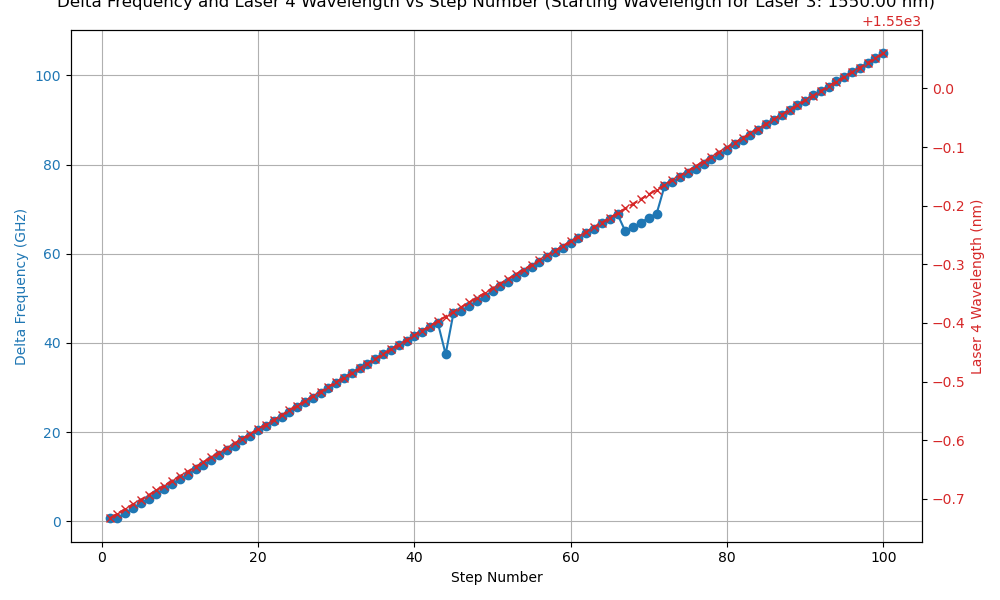 Delta Frequency and Laser 4 Wavelength vs Step Number (Starting Wavelength for Laser 3: 1550.00 nm)
+1.55e3
100
80
60
40
20
0
Delta Frequency (GHz)
0.0
−0.1
−0.2
−0.3
−0.4
−0.5
−0.6
−0.7
Laser 4 Wavelength (nm)
0 20 40 60 80 100
Step Number